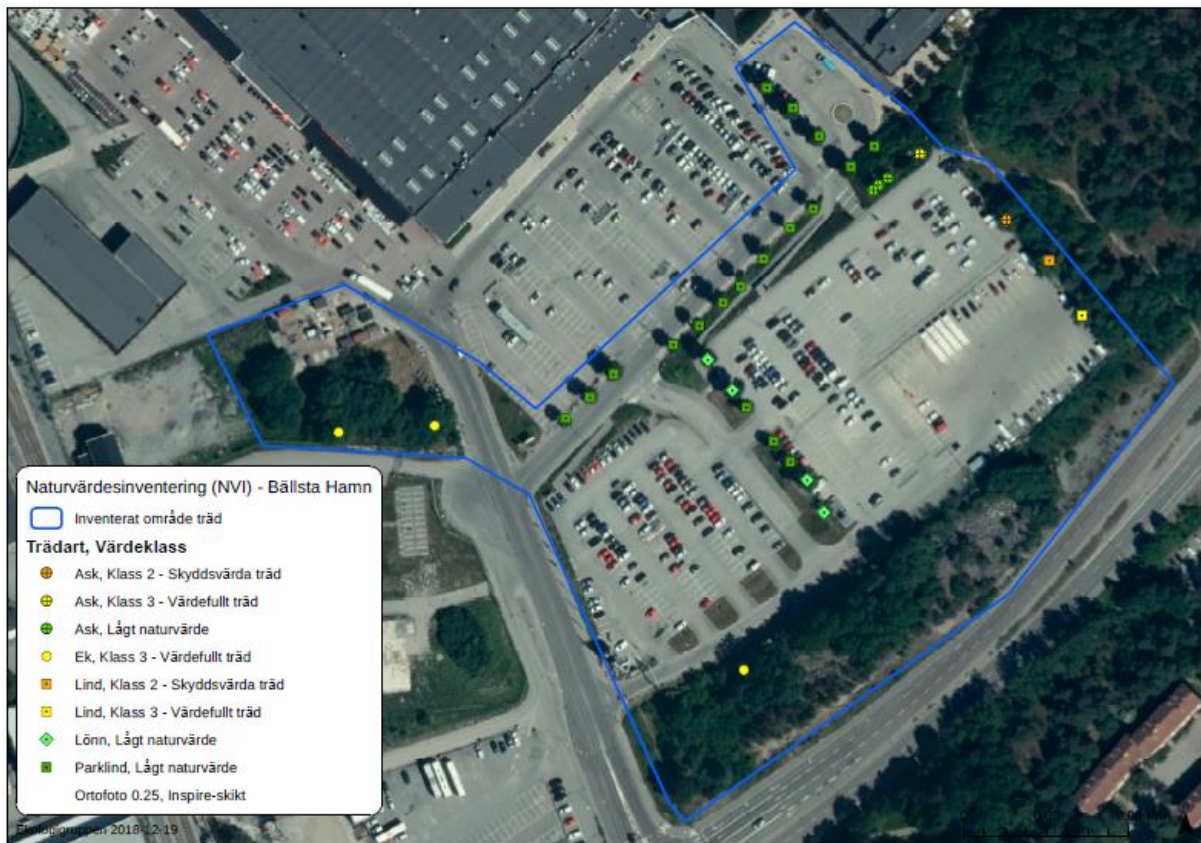 Naturvärdesinventering (NVI) - Bällsta Hamn
Inventerat område träd
Trädart, Värdeklass
Ask, Klass 2 - Skyddsvärda träd
Ask, Klass 3 - Värdefullt träd
Ask, Lågt naturvärde
Ek, Klass 3 - Värdefullt träd
Lind, Klass 2 - Skyddsvärda träd
Lind, Klass 3 - Värdefullt träd
Lönn, Lågt naturvärde
Parklind, Lågt naturvärde
Ortofoto 0.25, Inspire-skikt
Ekologigruppen 2018-12-19